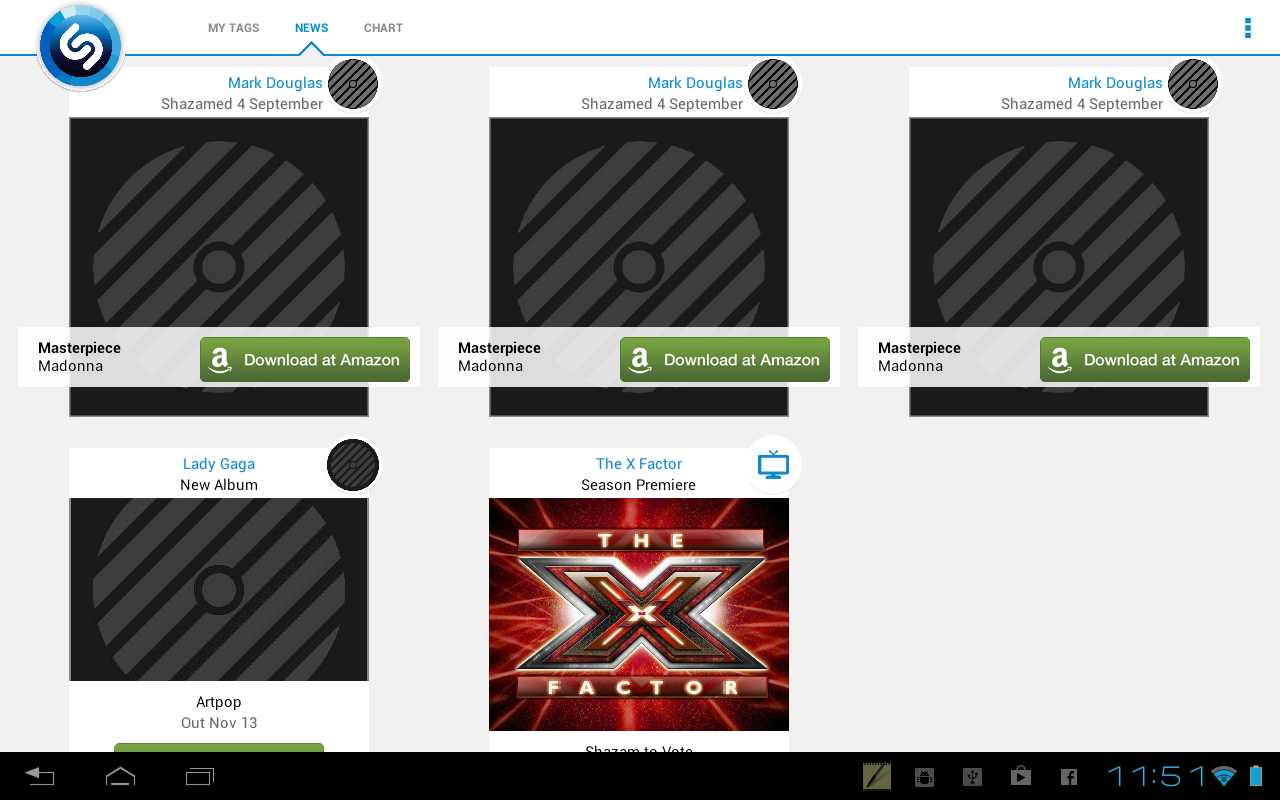 MY TAGS
NEWS
CHART
Mark Douglas
Shazamed 4 September
Masterpiece
Madonna
Download at Amazon
Mark Douglas
Shazamed 4 September
Masterpiece
Madonna
Download at Amazon
Mark Douglas
Shazamed 4 September
Masterpiece
Madonna
Download at Amazon
Lady Gaga
New Album
Artpop
Out Nov 13
The X Factor
Season Premiere
THE
X
FACTOR
Shazam to Vote
11:51